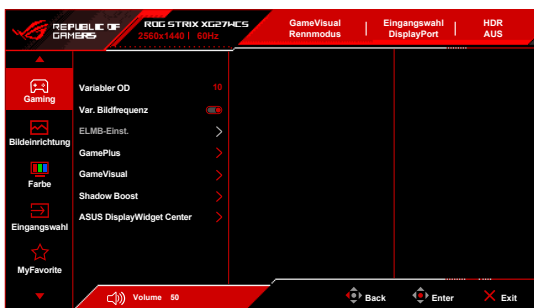 REPUBLIC OF
GAMERS
ROG STRIX XG27WCS
2560x1440 | 60Hz
GameVisual
Rennmodus
Eingangswahl
DisplayPort
HDR
AUS
Gaming
Bildeinrichtung
Farbe
Eingangswahl
MyFavorite
Variabler OD 10
Var. Bildfrequenz
ELMB-Einst.
GamePlus
GameVisual
Shadow Boost
ASUS DisplayWidget Center
Volume 50
Back
Enter
Exit